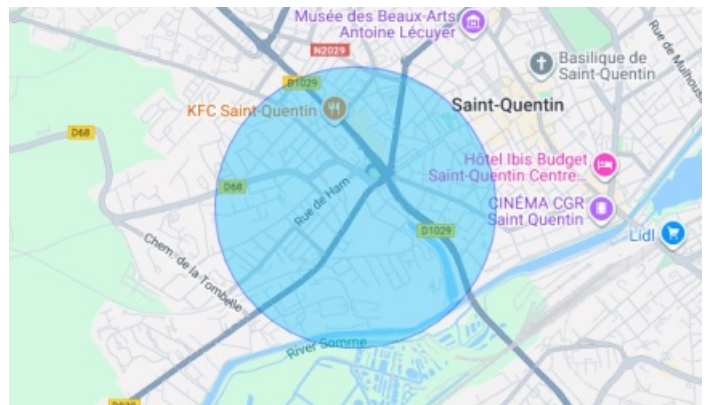 Musée des Beaux-Arts
Antoine Lécuyer
Rue de Mulhouse
N2029
Basilique de
Saint-Quentin
D1029
KFC Saint-Quentin
Saint-Quentin
D68
Hôtel Ibis Budget
Saint-Quentin Centre...
D68
Rue de Ham
CINÉMA CGR
Saint Quentin
D1029
Lidl
Chem. de la Tombelle
River Somme